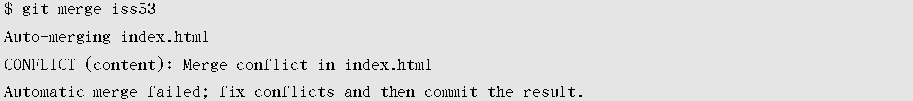 $ git merge iss53
Auto-merging index.html
CONFLICT (content): Merge conflict in index.html
Automatic merge failed; fix conflicts and then commit the result.